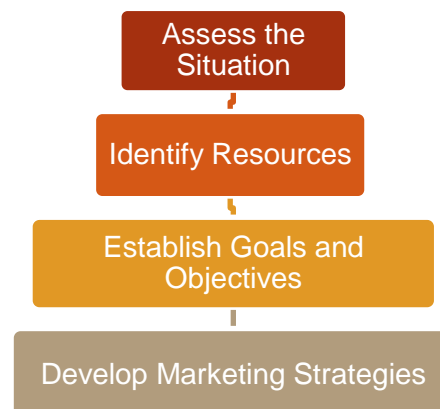 Assess the
Situation
Identify Resources
Establish Goals and
Objectives
Develop Marketing Strategies